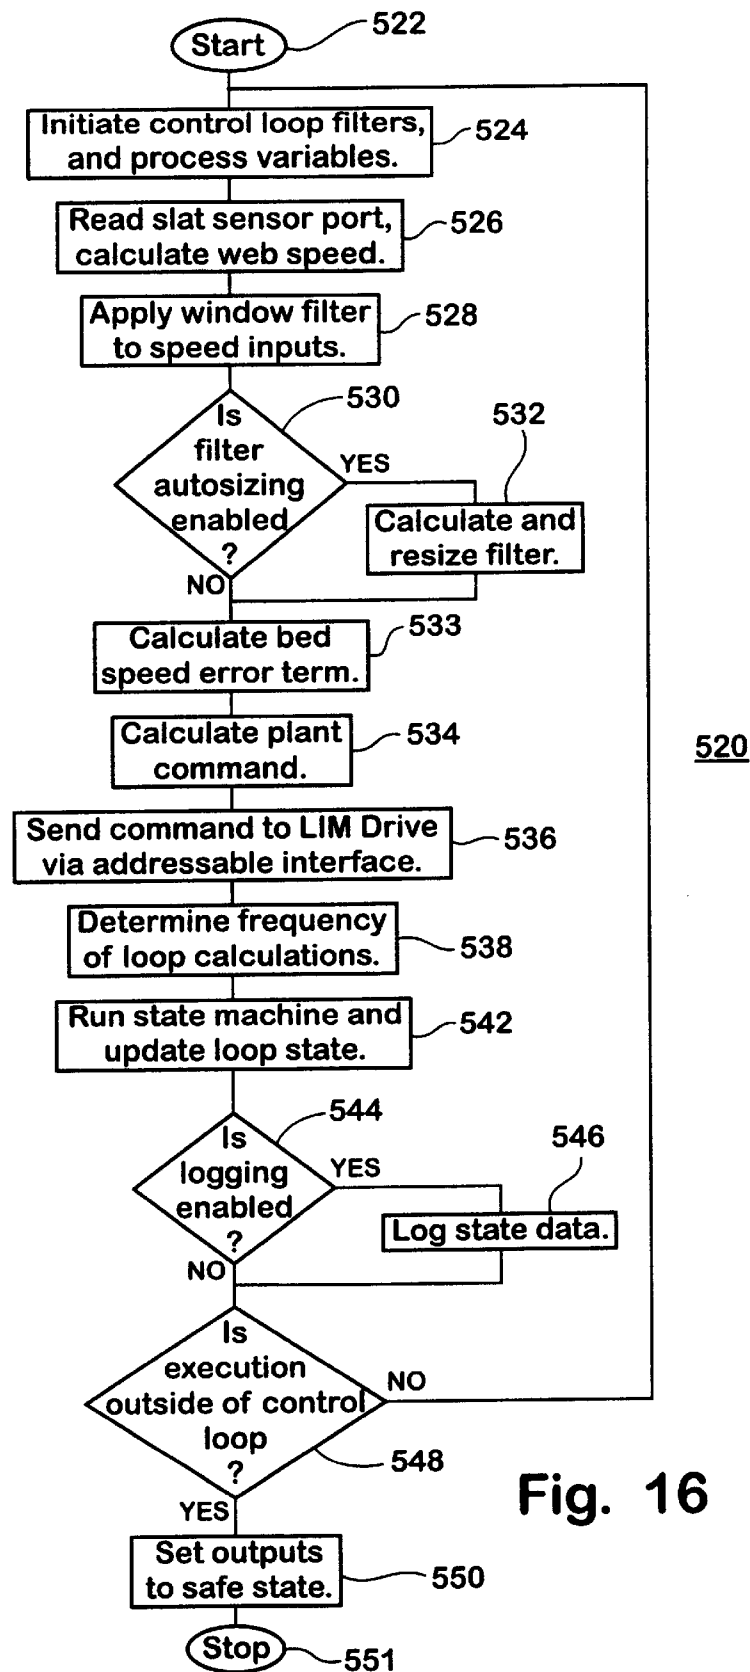 Start
522
Initiate control loop filters,
and process variables.
524
Read slat sensor port,
calculate web speed.
526
Apply window filter
to speed inputs.
528
530
Is
filter
autosizing
enabled
?
YES
NO
532
Calculate and
resize filter.
Calculate bed
speed error term.
533
Calculate plant
command.
534
520
Send command to LIM Drive
via addressable interface.
536
Determine frequency
of loop calculations.
538
Run state machine and
update loop state.
542
544
Is
logging
enabled
?
YES
NO
546
Log state data.
Is
execution
outside of control
loop
?
NO
548
YES
Fig. 16
Set outputs
to safe state.
550
Stop
551